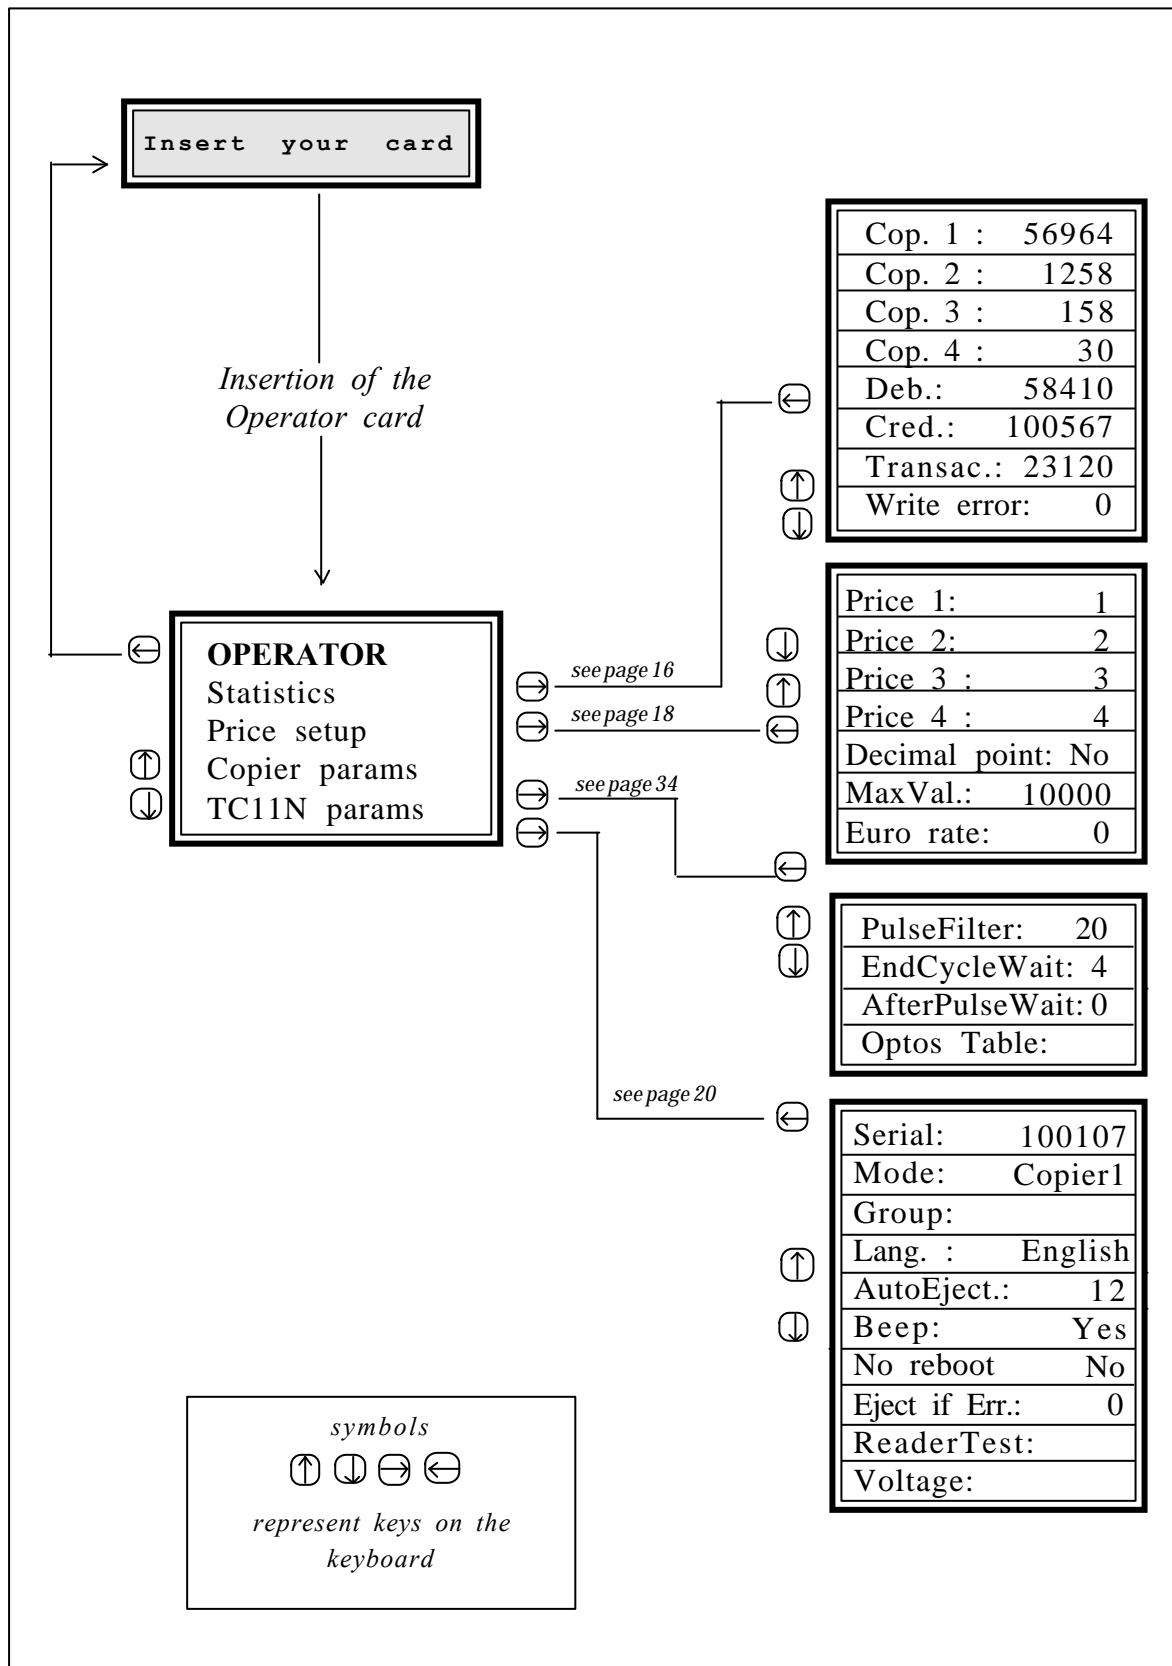 Insert your card
Insertion of the
Operator card
OPERATOR
Statistics
Price setup
Copier params
TC11N params
see page 16
see page 18
see page 34
see page 20
Cop. 1 : 56964
Cop. 2 : 1258
Cop. 3 : 158
Cop. 4 : 30
Deb.: 58410
Cred.: 100567
Transac.: 23120
Write error: 0
Price 1: 1
Price 2: 2
Price 3 : 3
Price 4 : 4
Decimal point: No
MaxVal.: 10000
Euro rate: 0
PulseFilter: 20
EndCycleWait: 4
AfterPulseWait: 0
Optos Table:
Serial: 100107
Mode: Copier1
Group:
Lang. : English
AutoEject.: 12
Beep: Yes
No reboot No
Eject if Err.: 0
ReaderTest:
Voltage:
symbols
represent keys on the
keyboard